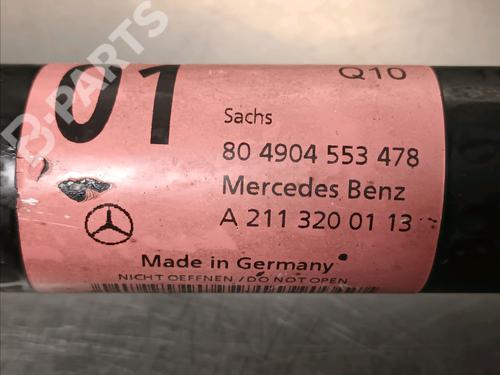 01
Q10
Sachs
80 4904 553 478
Mercedes Benz
A 211 320 01 13
Made in Germany
NICHT OEFFNEN / DO NOT OPEN
B-PARTS